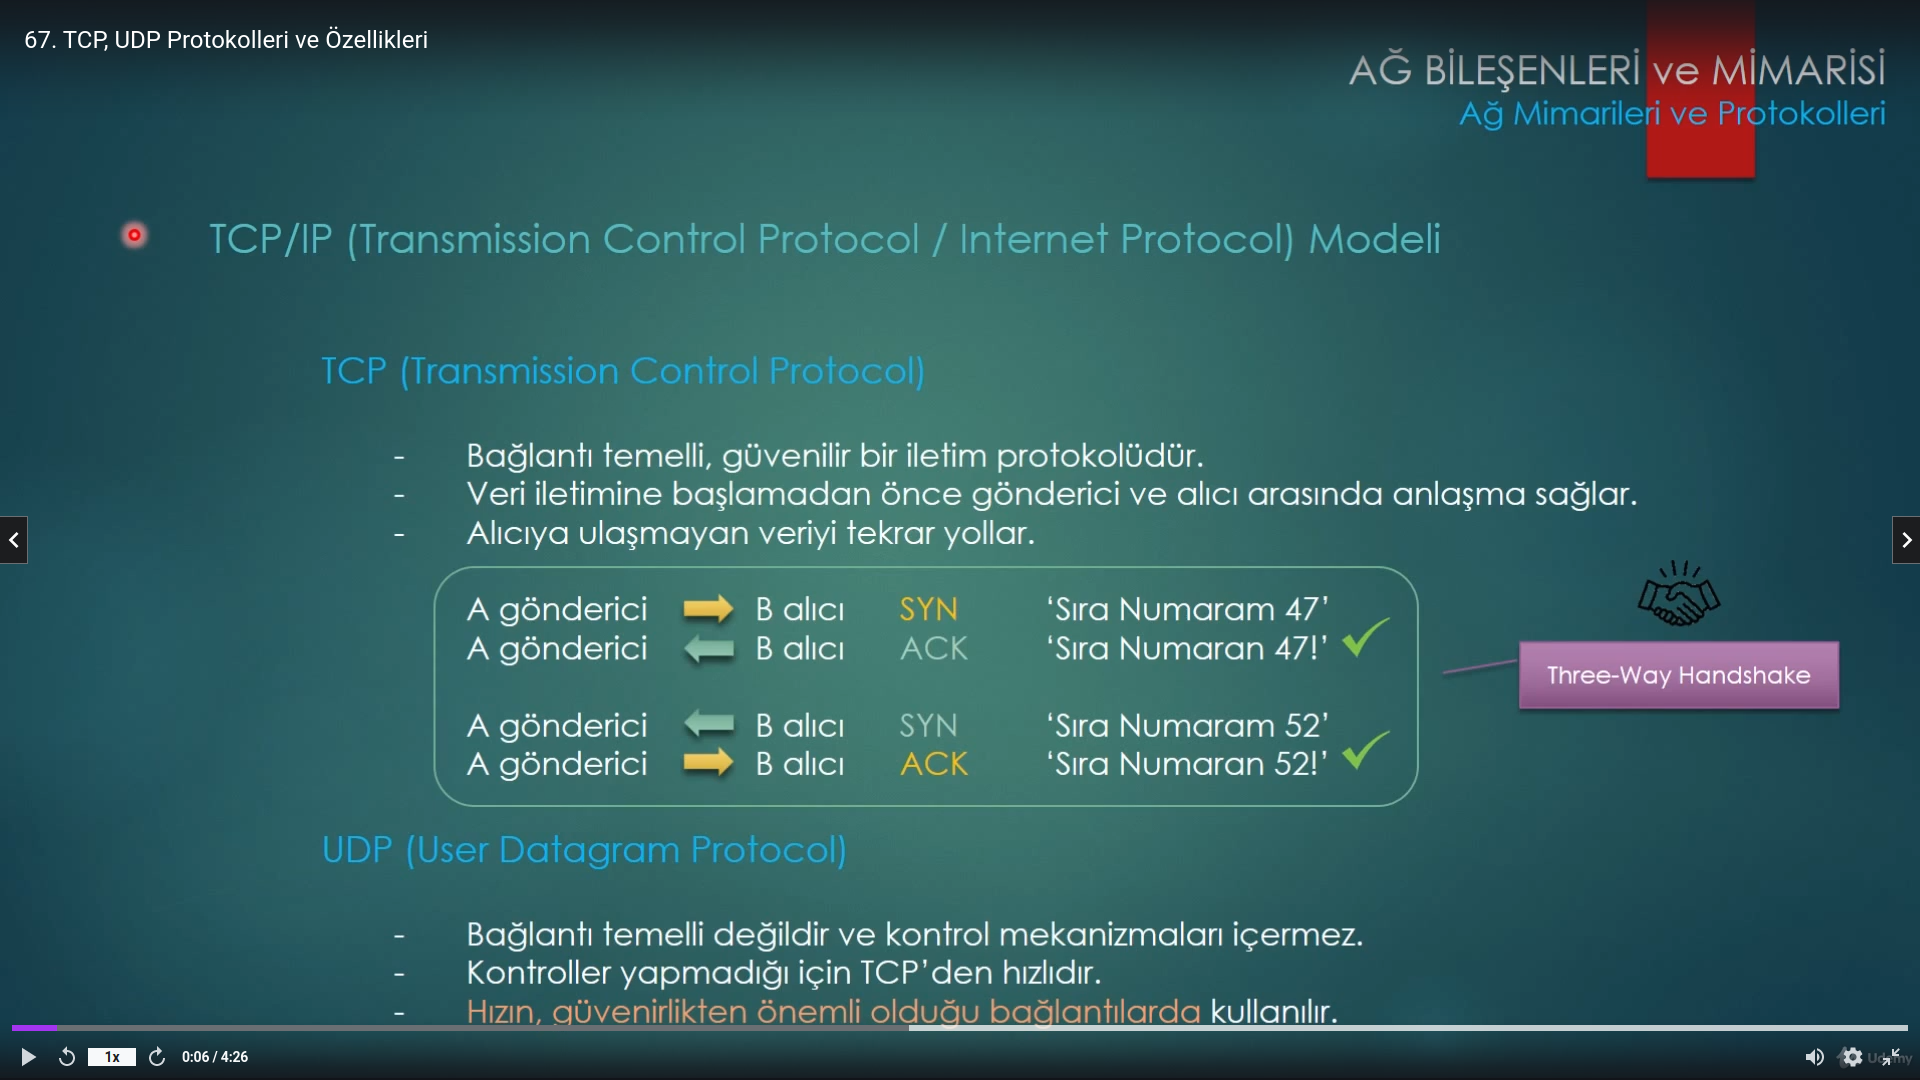 67. TCP, UDP Protokolleri ve Özellikleri
AĞ BİLEŞENLERİ ve MİMARİSİ
Ağ Mimarileri ve Protokolleri
TCP/IP (Transmission Control Protocol / Internet Protocol) Modeli
TCP (Transmission Control Protocol)
- Bağlantı temelli, güvenilir bir iletim protokolüdür.
- Veri iletimine başlamadan önce gönderici ve alıcı arasında anlaşma sağlar.
- Alıcıya ulaşmayan veriyi tekrar yollar.
A gönderici B alıcı SYN ‘Sıra Numaram 47’
A gönderici B alıcı ACK ‘Sıra Numaran 47!’
Three-Way Handshake
A gönderici B alıcı SYN ‘Sıra Numaram 52’
A gönderici B alıcı ACK ‘Sıra Numaran 52!’
UDP (User Datagram Protocol)
- Bağlantı temelli değildir ve kontrol mekanizmaları içermez.
- Kontroller yapmadığı için TCP’den hızlıdır.
- Hızın, güvenirlikten önemli olduğu bağlantılarda kullanılır.
1x 0:06 / 4:26
Udemy